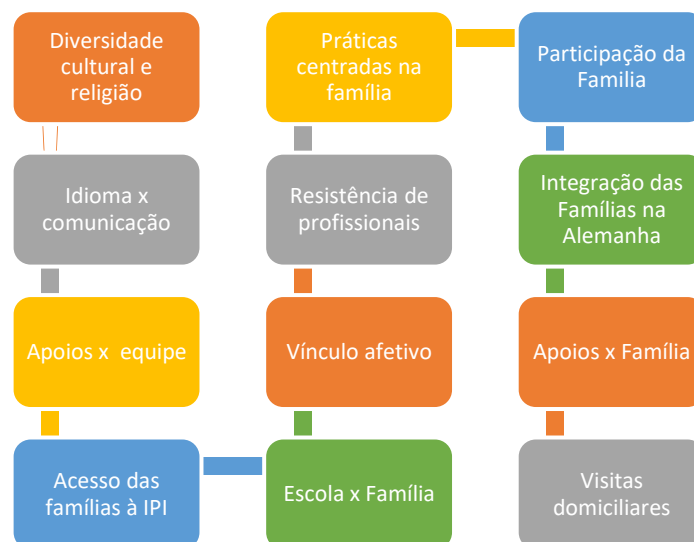 Diversidade
cultural e
religião
Idioma x
comunicação
Apoios x equipe
Acesso das
famílias à IPI
Escola x Família
Vínculo afetivo
Resistência de
profissionais
Práticas
centradas na
família
Participação da
Familia
Integração das
Famílias na
Alemanha
Apoios x Família
Visitas
domiciliares